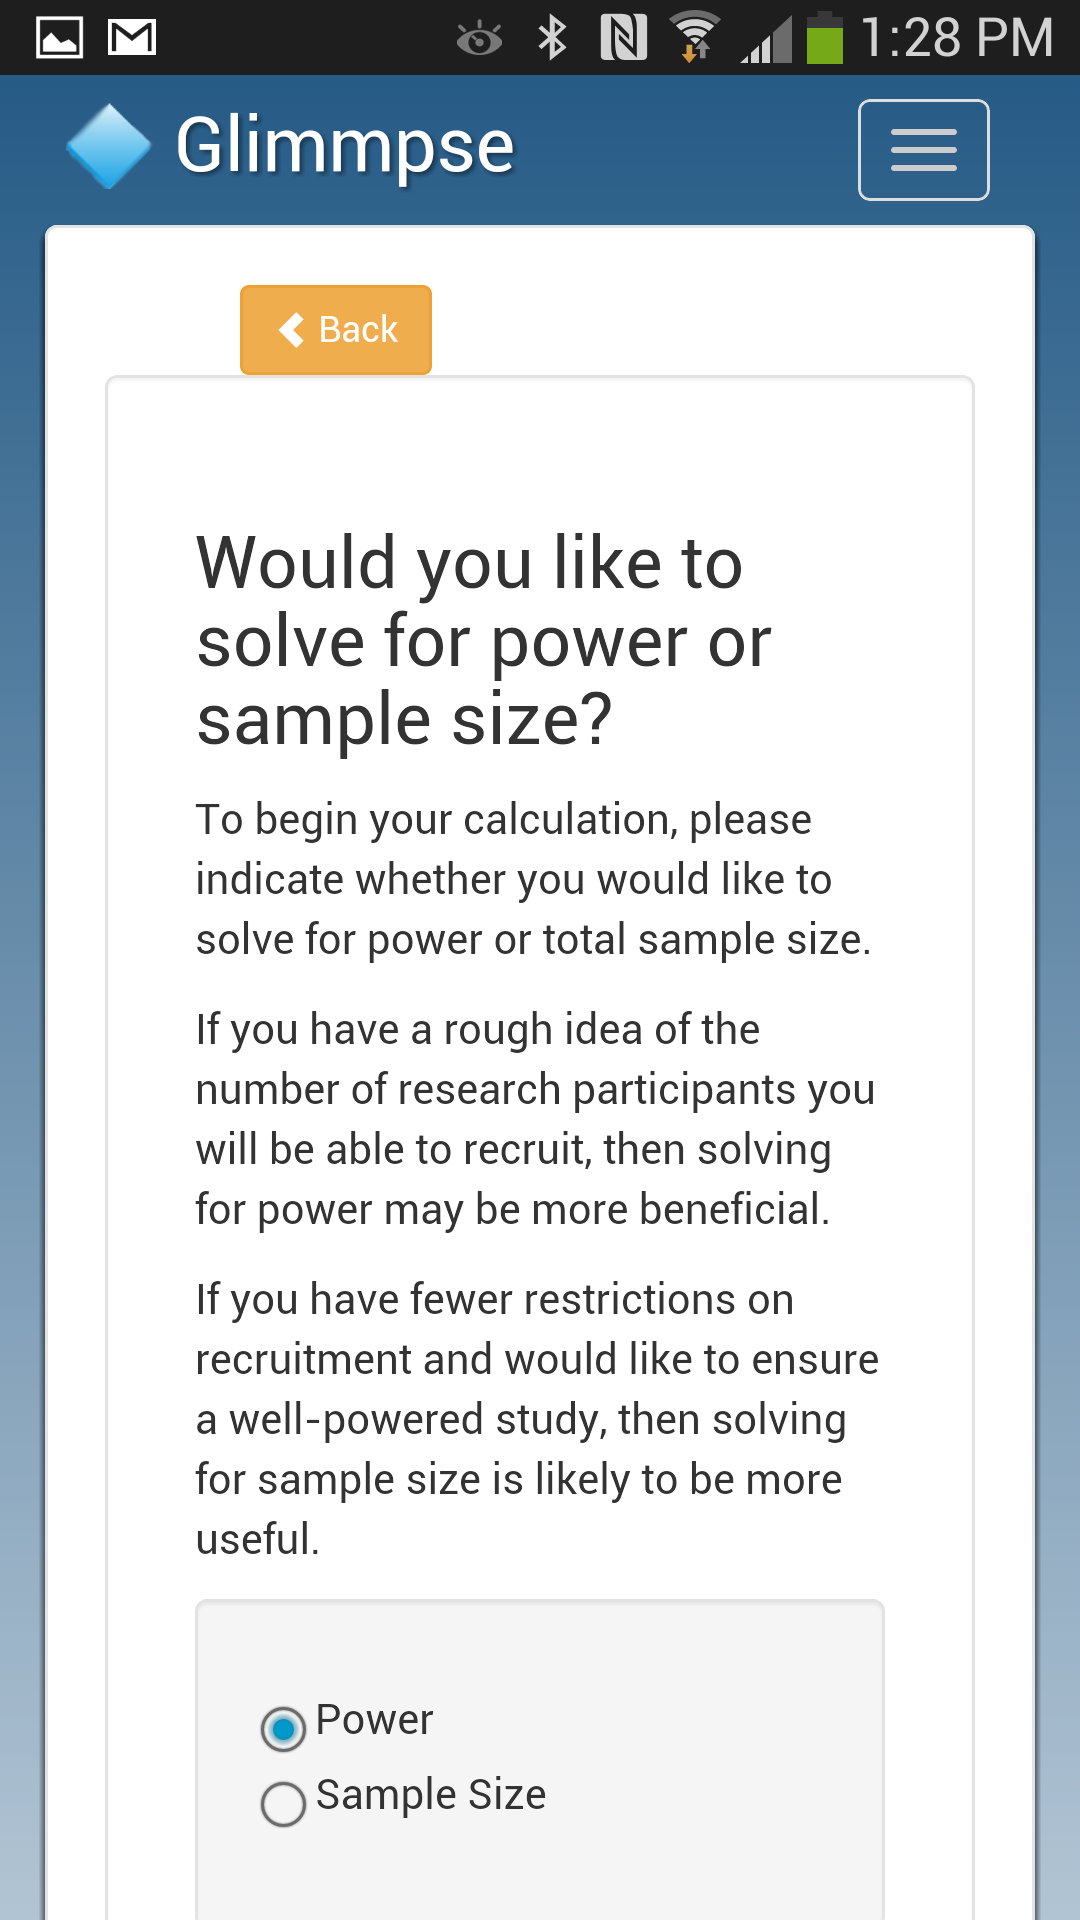 1:28 PM
Glimmpse
Back
Would you like to
solve for power or
sample size?
To begin your calculation, please
indicate whether you would like to
solve for power or total sample size.
If you have a rough idea of the
number of research participants you
will be able to recruit, then solving
for power may be more beneficial.
If you have fewer restrictions on
recruitment and would like to ensure
a well-powered study, then solving
for sample size is likely to be more
useful.
Power
Sample Size